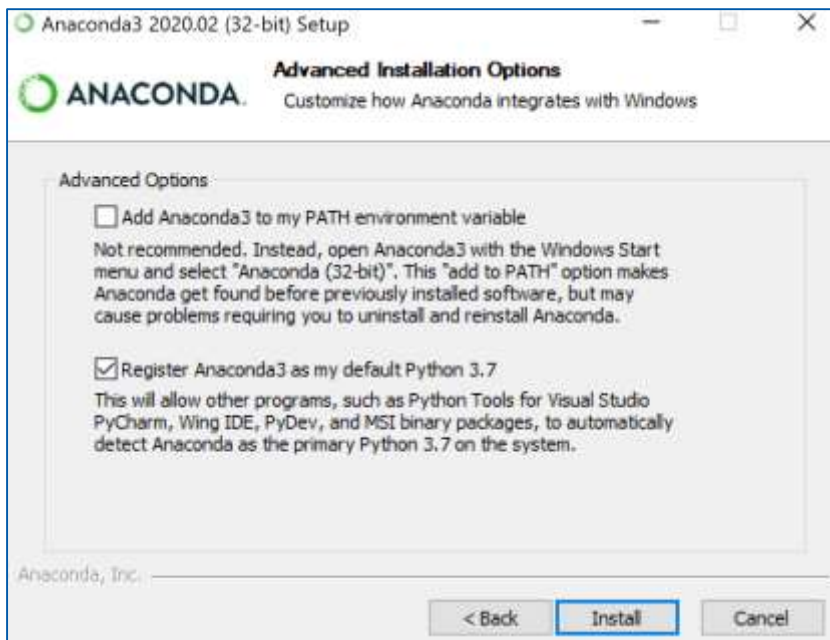 Anaconda3 2020.02 (32-bit) Setup
Advanced Installation Options
Customize how Anaconda integrates with Windows
ANACONDA.
Advanced Options
Add Anaconda3 to my PATH environment variable
Not recommended. Instead, open Anaconda3 with the Windows Start
menu and select "Anaconda (32-bit)". This "add to PATH" option makes
Anaconda get found before previously installed software, but may
cause problems requiring you to uninstall and reinstall Anaconda.
Register Anaconda3 as my default Python 3.7
This will allow other programs, such as Python Tools for Visual Studio
PyCharm, Wing IDE, PyDev, and MSI binary packages, to automatically
detect Anaconda as the primary Python 3.7 on the system.
Anaconda, Inc.
< Back Install Cancel